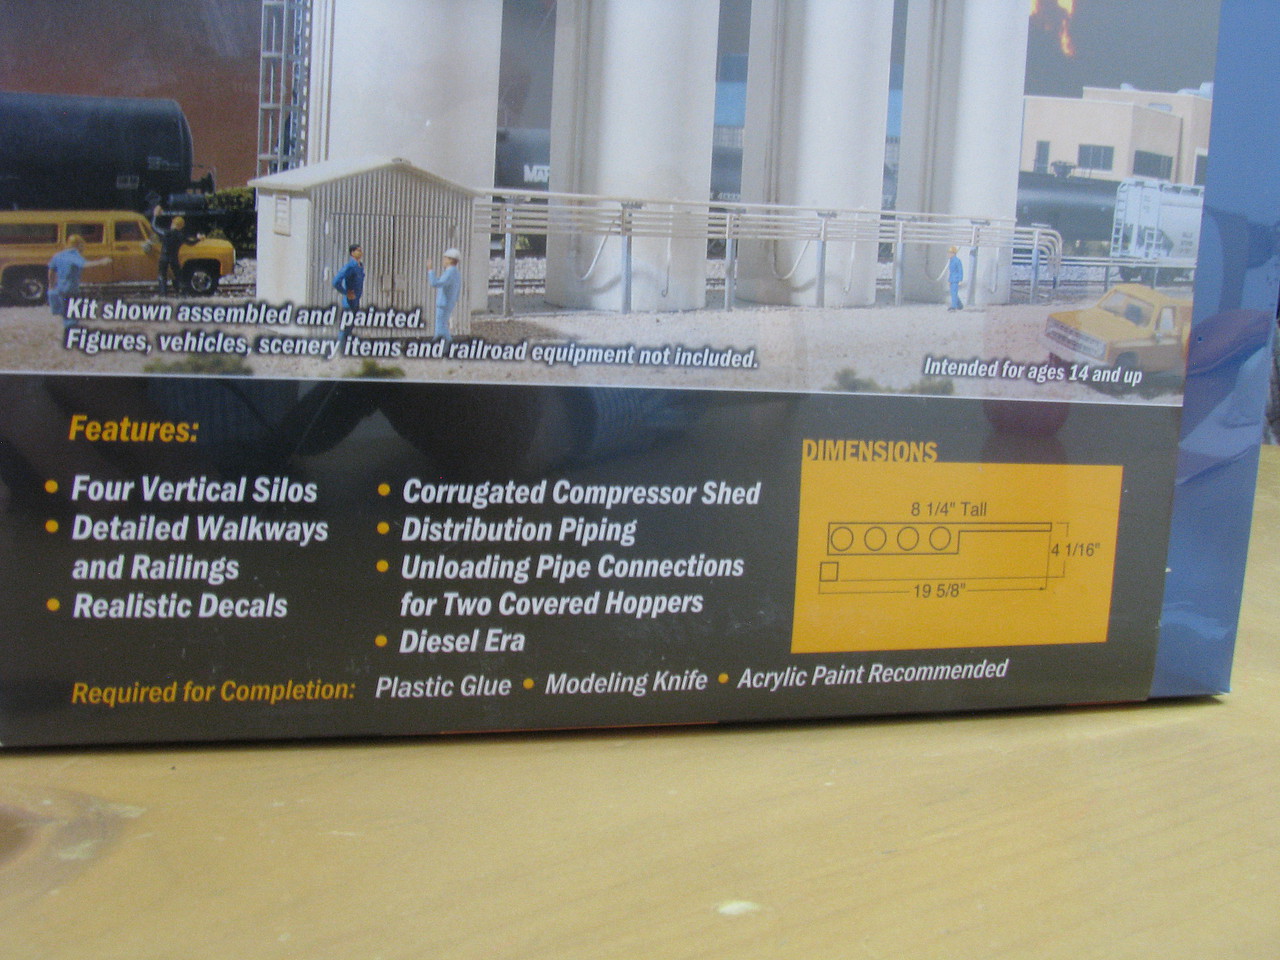 MAR
Kit shown assembled and painted.
Figures, vehicles, scenery items and railroad equipment not included.
Intended for ages 14 and up
Features:
• Four Vertical Silos
• Detailed Walkways
and Railings
• Realistic Decals
• Corrugated Compressor Shed
• Distribution Piping
• Unloading Pipe Connections
for Two Covered Hoppers
• Diesel Era
DIMENSIONS
8 1/4" Tall
4 1/16"
19 5/8"
Required for Completion: Plastic Glue • Modeling Knife • Acrylic Paint Recommended